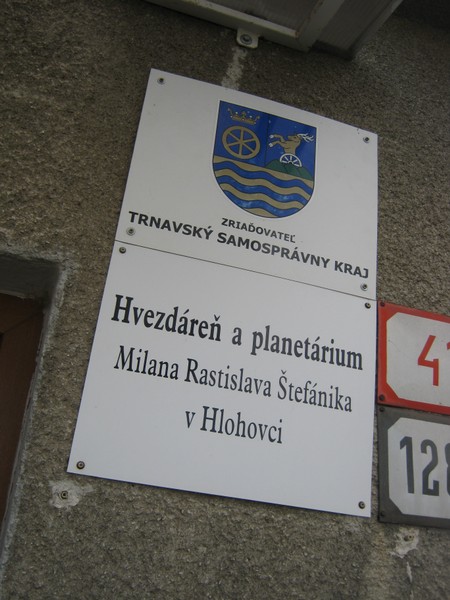 ZRIAĎOVATEĽ
TRNAVSKÝ SAMOSPRÁVNY KRAJ
Hvezdáreň a planetárium
Milana Rastislava Štefánika
v Hlohovci
41
128